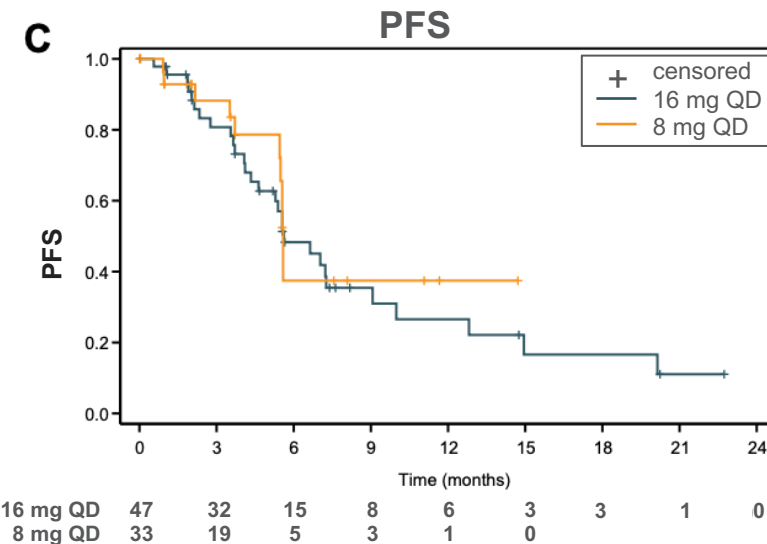 C
PFS
censored
16 mg QD
8 mg QD
1.0
0.8
0.6
0.4
0.2
0.0
PFS
0 3 6 9 12 15 18 21 24
Time (months)
16 mg QD 47 32 15 8 6 3 3 1 0
8 mg QD 33 19 5 3 1 0